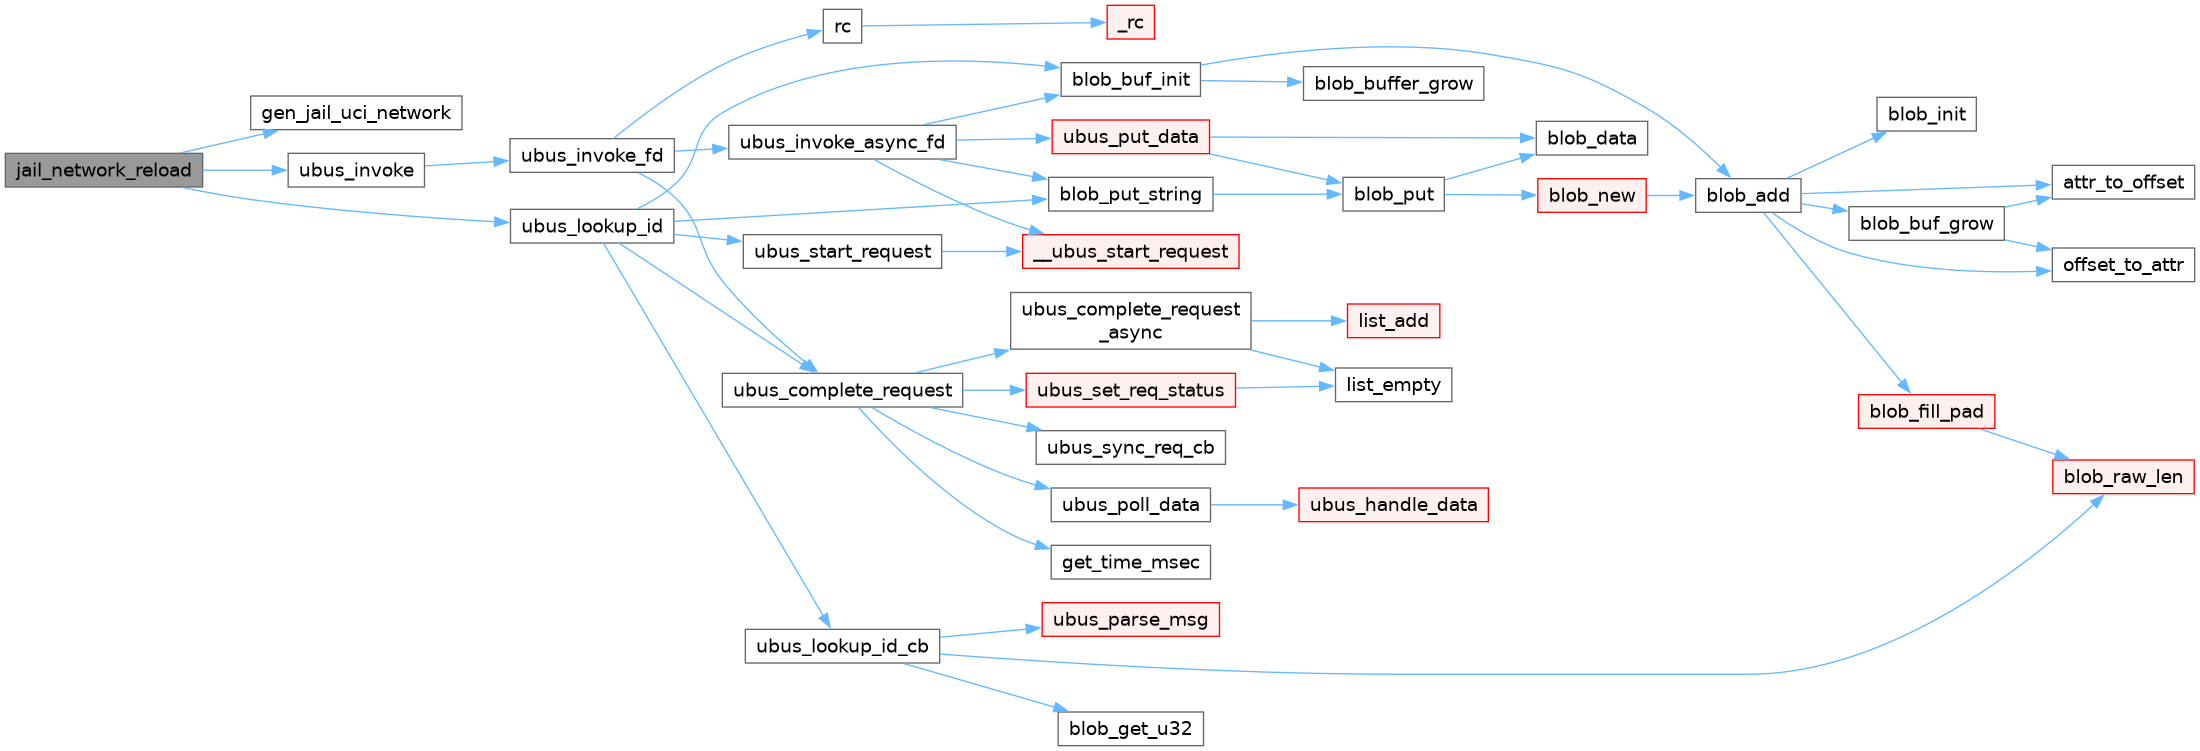 jail_network_reload
gen_jail_uci_network
ubus_invoke
ubus_invoke_fd
ubus_lookup_id
rc
_rc
ubus_invoke_async_fd
blob_buf_init
blob_buffer_grow
ubus_put_data
blob_data
blob_put_string
blob_put
blob_new
blob_add
blob_init
attr_to_offset
blob_buf_grow
offset_to_attr
ubus_start_request
__ubus_start_request
ubus_complete_request
_async
list_add
list_empty
ubus_complete_request
ubus_set_req_status
ubus_sync_req_cb
ubus_poll_data
ubus_handle_data
get_time_msec
blob_fill_pad
blob_raw_len
ubus_lookup_id_cb
ubus_parse_msg
blob_get_u32